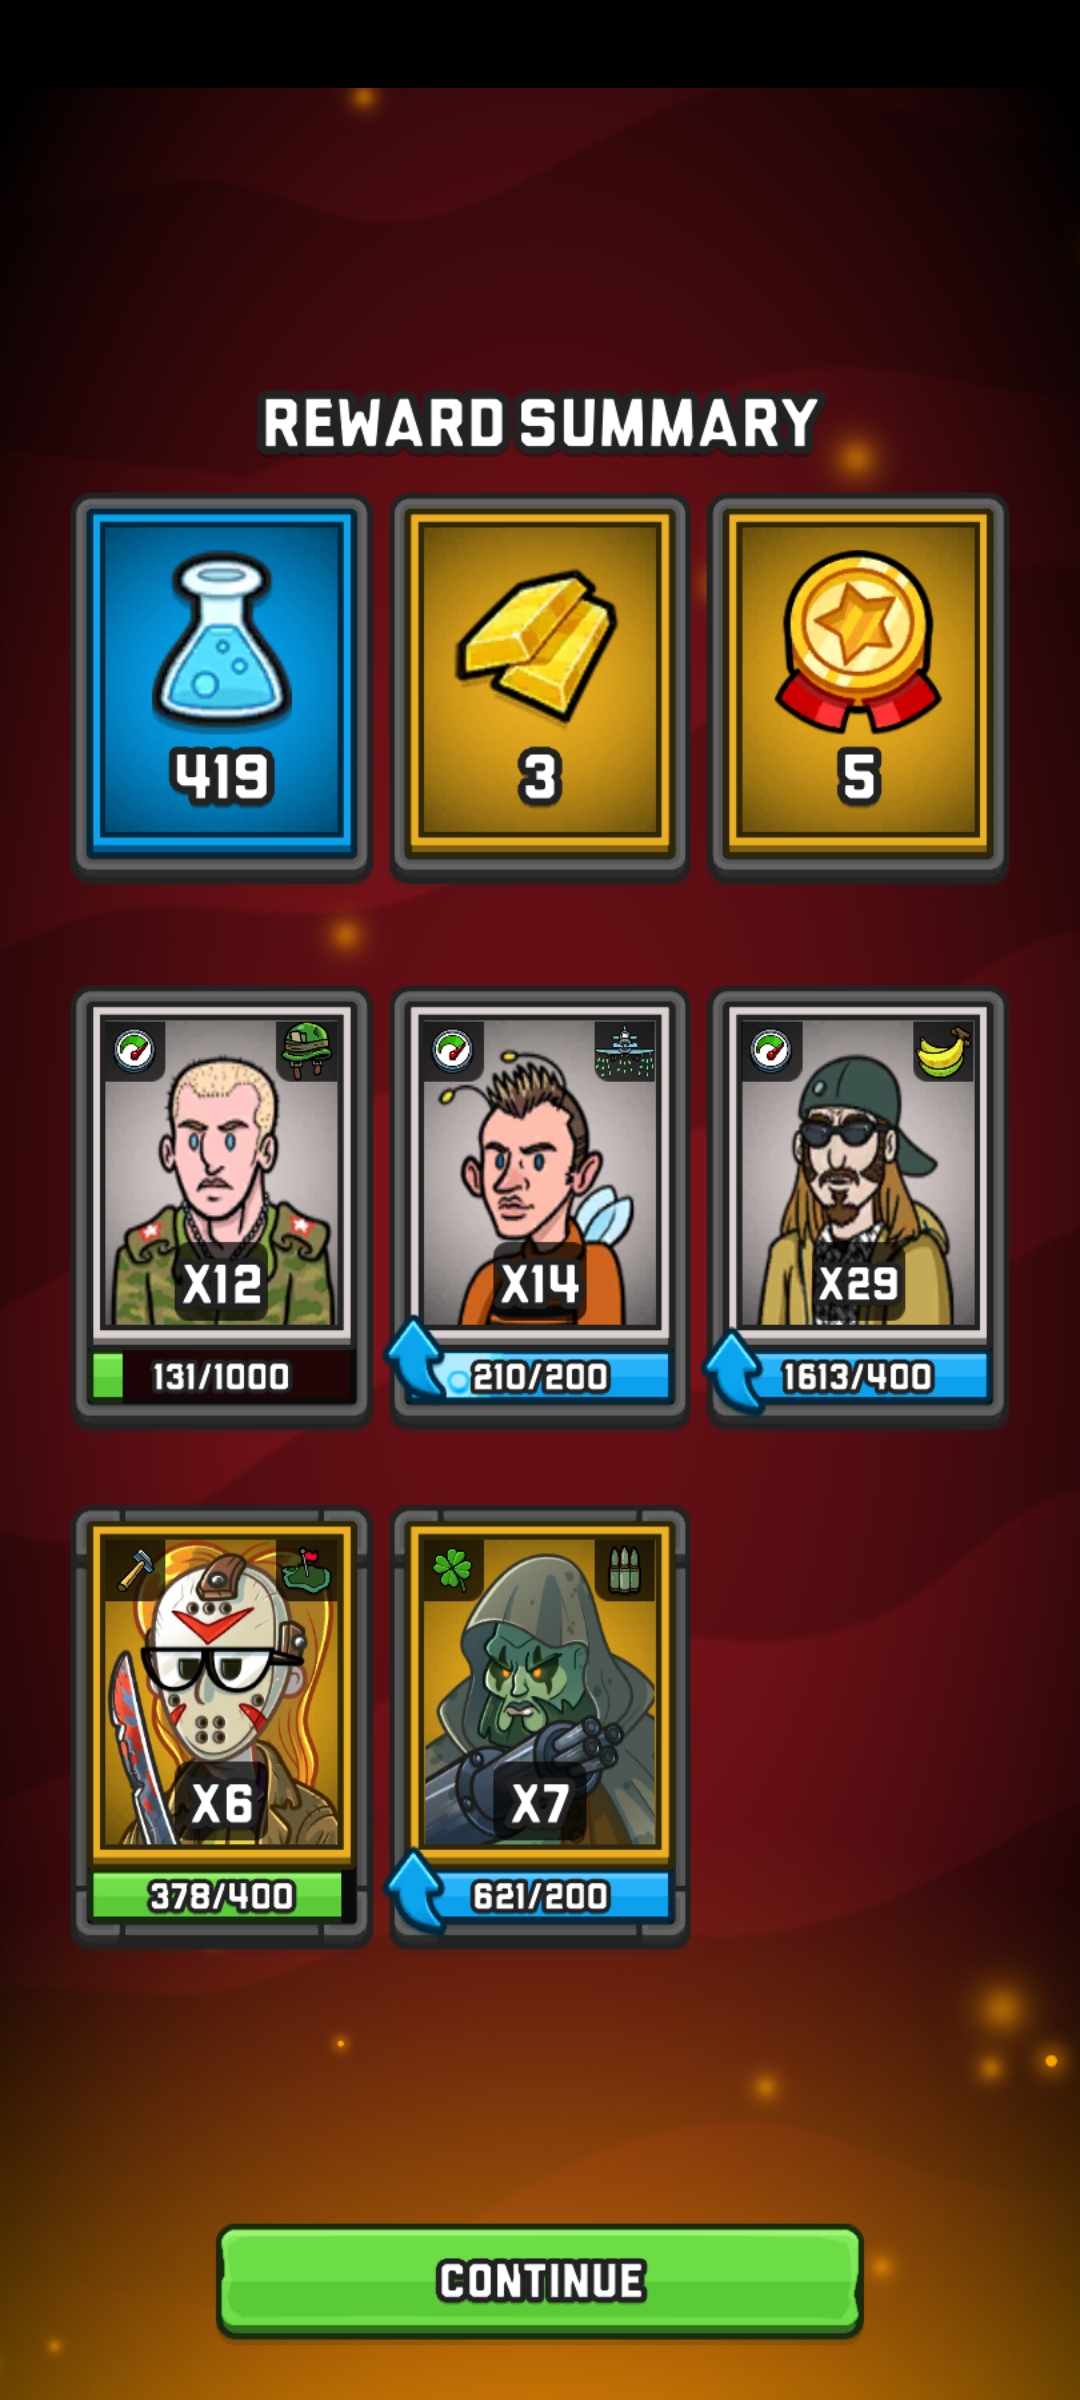 REWARD SUMMARY
419
3
5
X12
X14
X29
131/1000
210/200
1613/400
X6
X7
378/400
621/200
CONTINUE